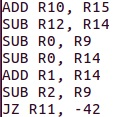 ADD R10, R15
SUB R12, R14
SUB R0, R9
SUB R0, R14
ADD R1, R14
SUB R2, R9
JZ R11, -42